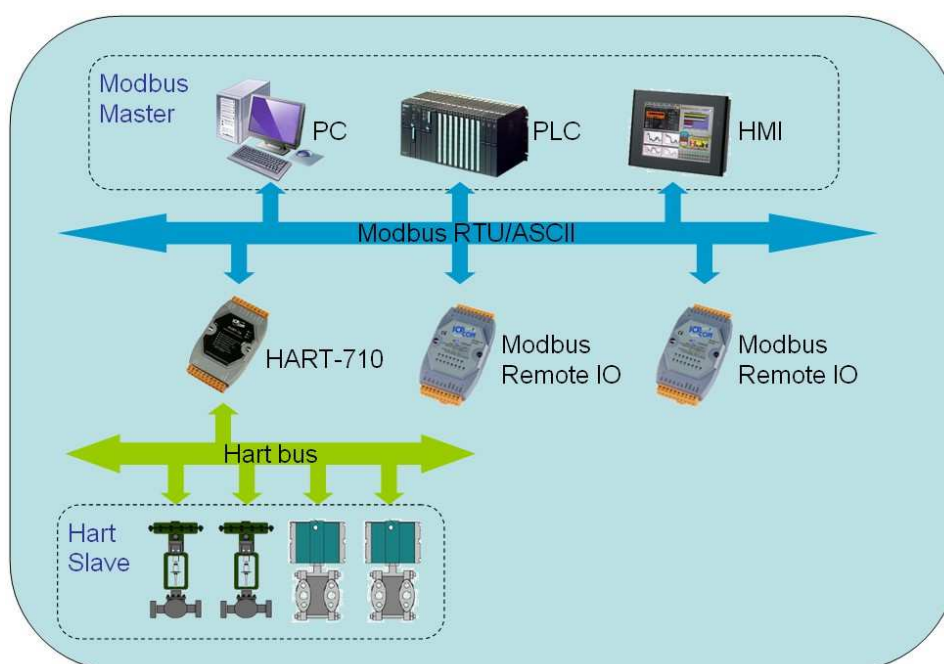 Modbus
Master
PC
PLC
HMI
Modbus RTU/ASCII
HART-710
Modbus
Remote IO
Modbus
Remote IO
Hart bus
Hart
Slave